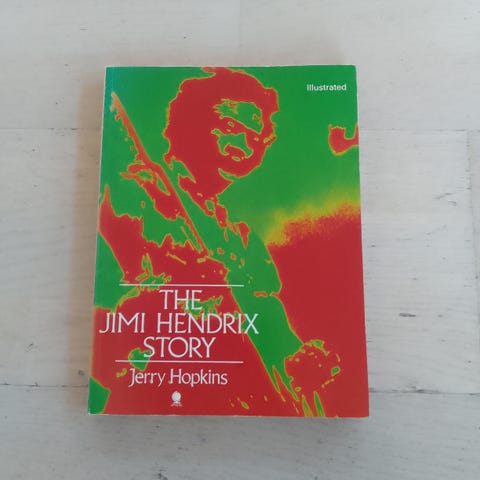 Illustrated
THE
JIMI HENDRIX
STORY
Jerry Hopkins